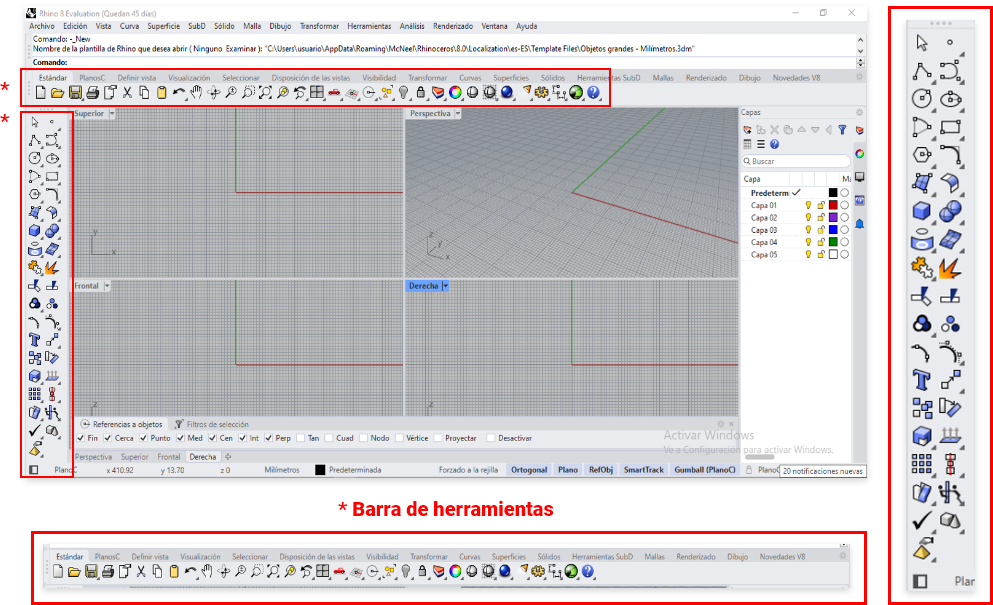 Rhino 8 Evaluation (Quedan 45 días)
Archivo Edición Vista Curva Superficie SubD Sólido Malla Dibujo Transformar Herramientas Análisis Renderizado Ventana Ayuda
Comando: -_New
Nombre de la plantilla de Rhino que desea abrir ( Ninguno Examinar ): "C:\Users\usuario\AppData\Roaming\McNeel\Rhinoceros\8.0\Localization\es-ES\Template Files\Objetos grandes - Milímetros.3dm"
Comando:
Estándar PlanosC Definir vista Visualización Seleccionar Disposición de las vistas Visibilidad Transformar Curvas Superficies Sólidos Herramientas SubD Mallas Renderizado Dibujo Novedades V8
*
*
Superior
Perspectiva
Capas
Buscar
Capa
Predeterm
Capa 01
Capa 02
Capa 03
Capa 04
Capa 05
y
x
z
y
x
Frontal
Derecha
z
z
Referencias a objetos Filtros de selección
Fin Cerca Punto Med Cen Int Perp Tan Cuad Nodo Vértice Proyectar Desactivar
Activar Windows
Ve a Configuración para activar Windows.
Perspectiva Superior Frontal Derecha
PlanoC x 410.92 y 13.70 z 0 Milímetros Predeterminada Forzado a la rejilla Ortogonal Plano RefObj SmartTrack Gumball (PlanoC) PlanoC
20 notificaciones nuevas
* Barra de herramientas
Estándar PlanosC Definir vista Visualización Seleccionar Disposición de las vistas Visibilidad Transformar Curvas Superficies Sólidos Herramientas SubD Mallas Renderizado Dibujo Novedades V8
Plan